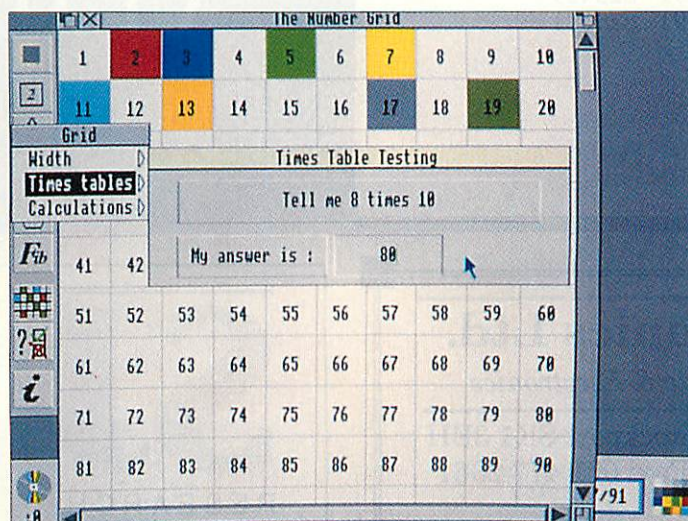 The Number Grid
1 2 3 4 5 6 7 8 9 10
2
11 12 13 14 15 16 17 18 19 20
Grid
Width
Times tables
Calculations
Times Table Testing
Tell me 8 times 10
My answer is : 80
Fib
41 42
51 52 53 54 55 56 57 58 59 60
?
61 62 63 64 65 66 67 68 69 70
i
71 72 73 74 75 76 77 78 79 80
81 82 83 84 85 86 87 88 89 90
:0
/91